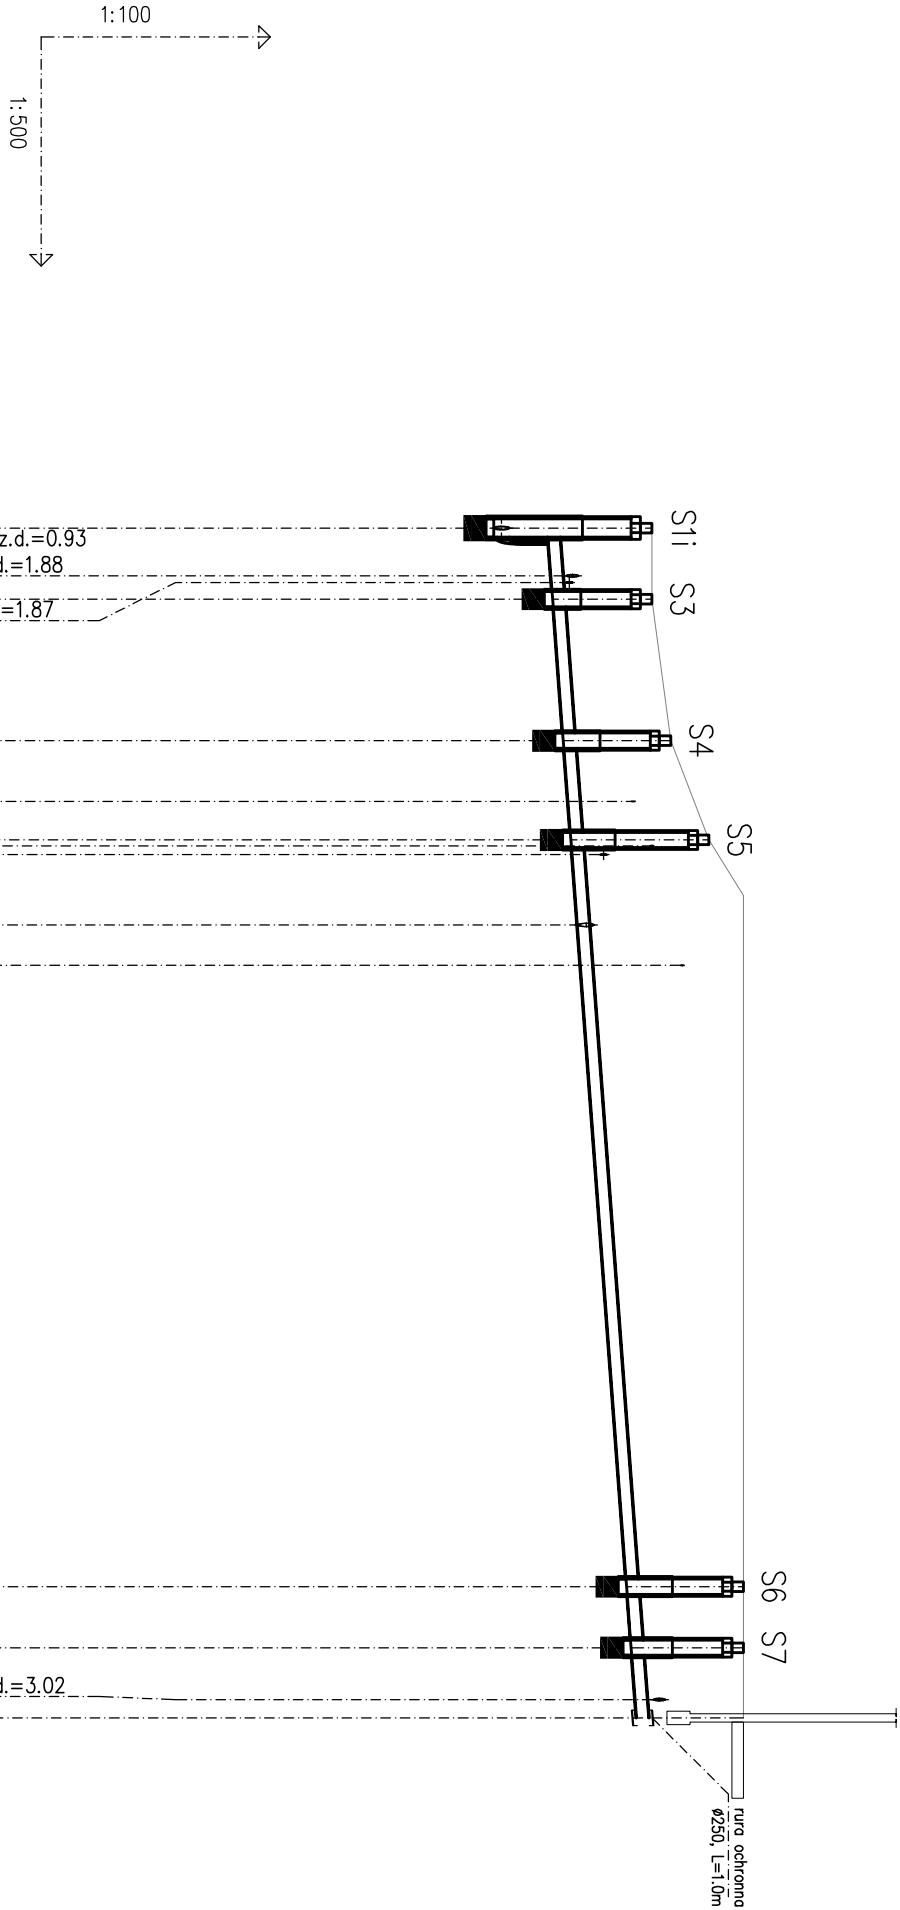 1:100
1:500
S1i
z.d.=0.93
d.=1.88
S3
=1.87
S4
S5
S6
S7
d.=3.02
rura ochronna
ø250, L=1.0m